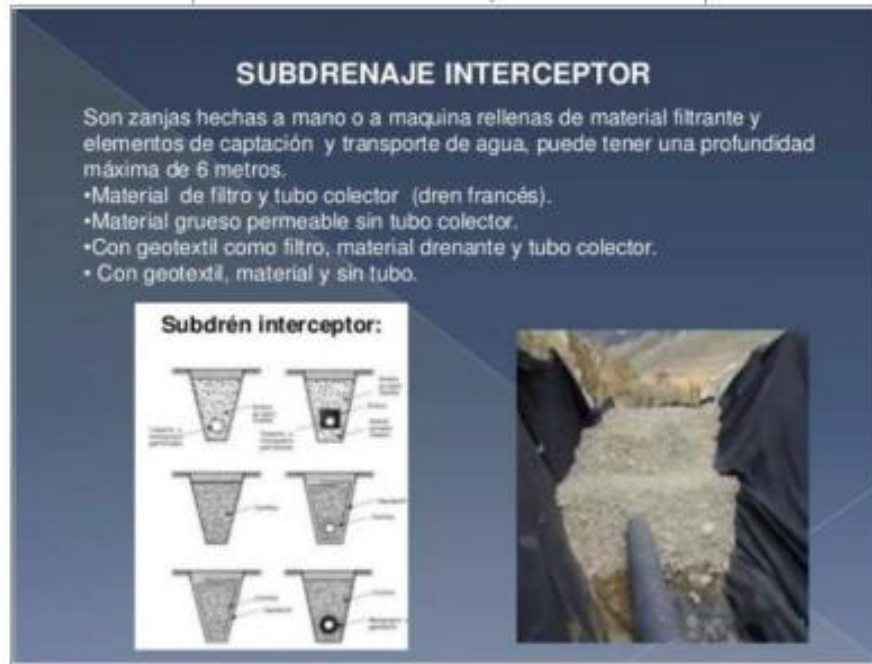 SUBDRENAJE INTERCEPTOR
Son zanjas hechas a mano o a maquina rellenas de material filtrante y
elementos de captación y transporte de agua, puede tener una profundidad
máxima de 6 metros.
•Material de filtro y tubo colector (dren francés).
•Material grueso permeable sin tubo colector.
•Con geotextil como filtro, material drenante y tubo colector.
• Con geotextil, material y sin tubo.
Subdrén interceptor: